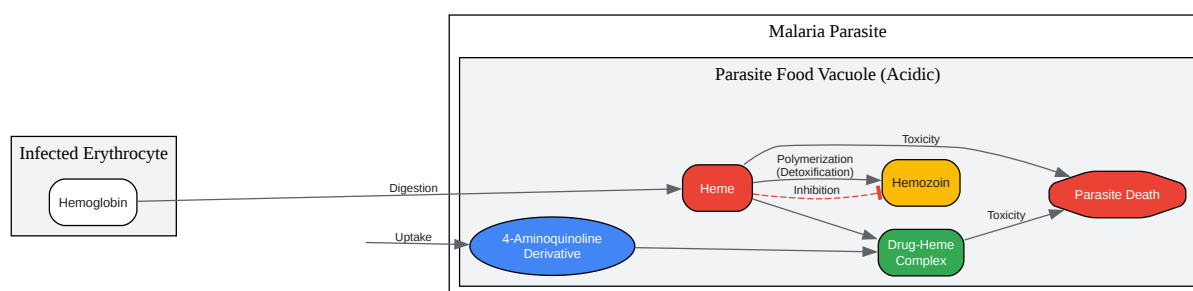 Malaria Parasite
Parasite Food Vacuole (Acidic)
Infected Erythrocyte
Hemoglobin
Digestion
Uptake
4-Aminoquinoline
Derivative
Heme
Toxicity
Polymerization
(Detoxification)
Inhibition
Hemozoin
Drug-Heme
Complex
Toxicity
Parasite Death